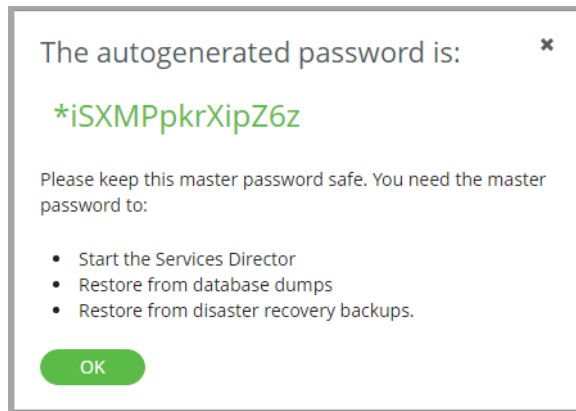 The autogenerated password is:
*iSXMPpkrXipZ6z
Please keep this master password safe. You need the master
password to:
• Start the Services Director
• Restore from database dumps
• Restore from disaster recovery backups.
OK